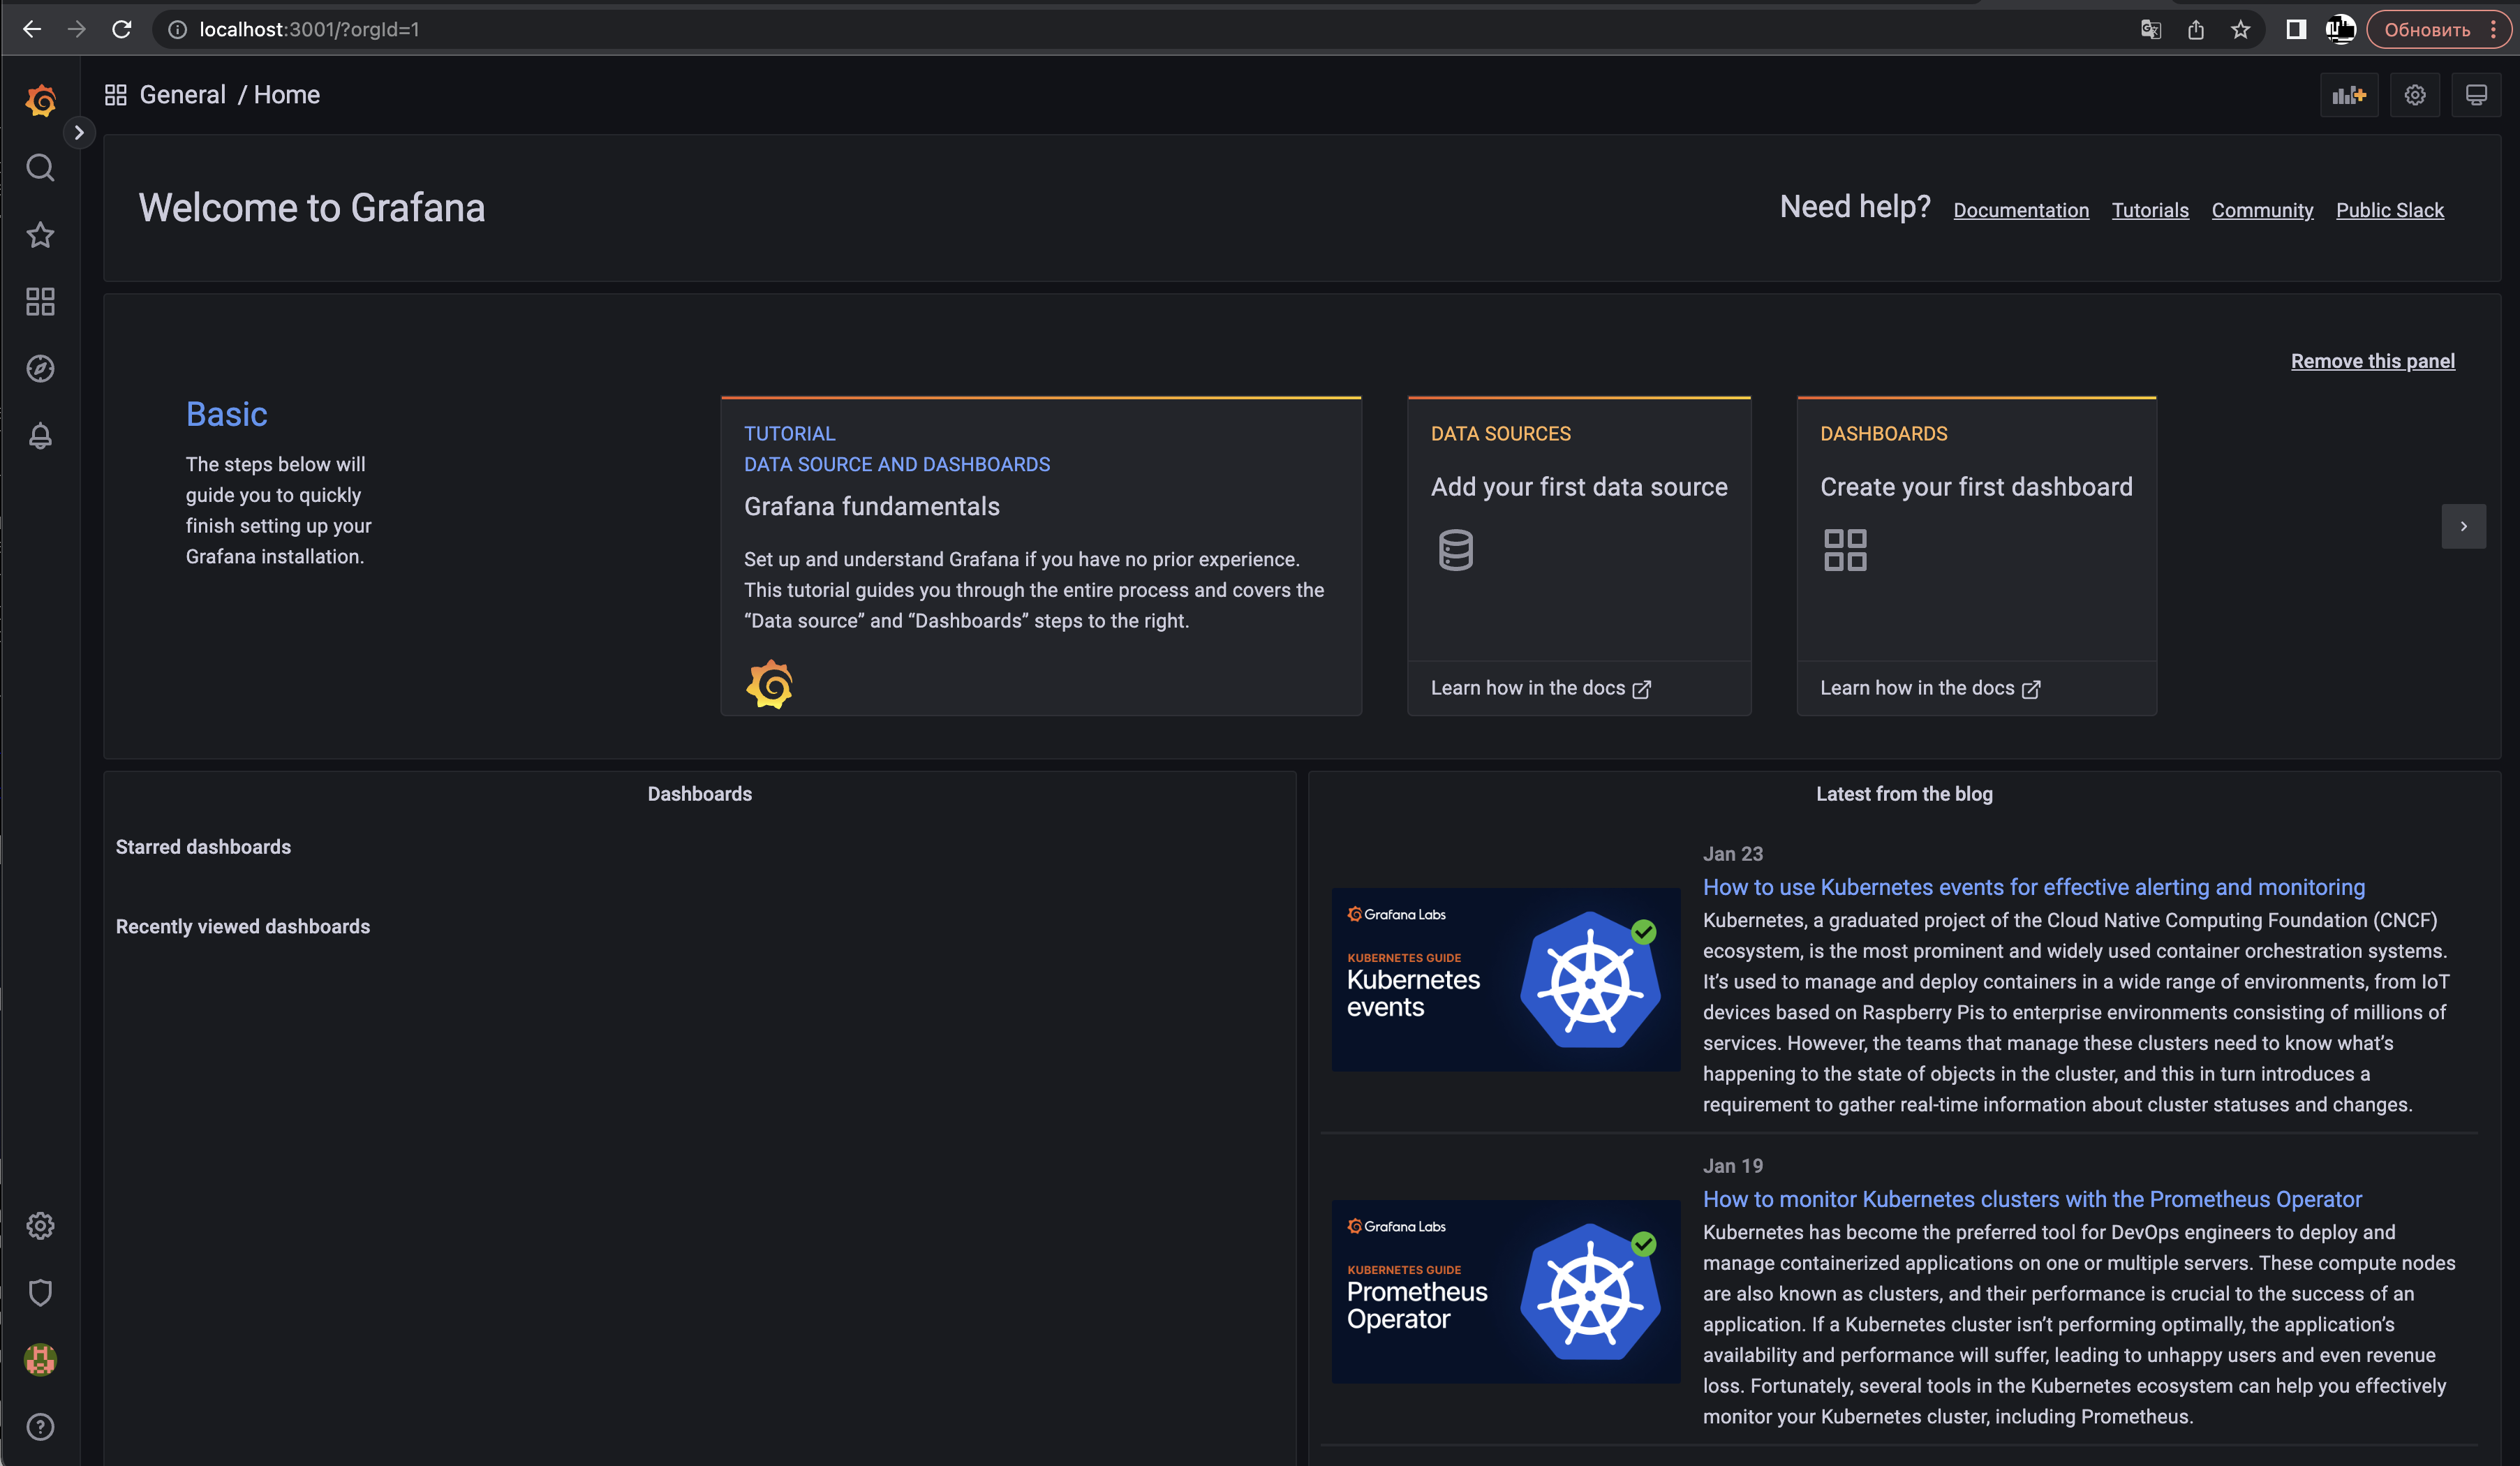 localhost:3001/?orgId=1
Обновить
General / Home
Welcome to Grafana
Need help? Documentation Tutorials Community Public Slack
Remove this panel
Basic
The steps below will
guide you to quickly
finish setting up your
Grafana installation.
TUTORIAL
DATA SOURCE AND DASHBOARDS
Grafana fundamentals
Set up and understand Grafana if you have no prior experience.
This tutorial guides you through the entire process and covers the
“Data source” and “Dashboards” steps to the right.
DATA SOURCES
Add your first data source
Learn how in the docs
DASHBOARDS
Create your first dashboard
Learn how in the docs
Dashboards
Starred dashboards
Recently viewed dashboards
Latest from the blog
Grafana Labs
KUBERNETES GUIDE
Kubernetes
events
Jan 23
How to use Kubernetes events for effective alerting and monitoring
Kubernetes, a graduated project of the Cloud Native Computing Foundation (CNCF)
ecosystem, is the most prominent and widely used container orchestration systems.
It’s used to manage and deploy containers in a wide range of environments, from IoT
devices based on Raspberry Pis to enterprise environments consisting of millions of
services. However, the teams that manage these clusters need to know what’s
happening to the state of objects in the cluster, and this in turn introduces a
requirement to gather real-time information about cluster statuses and changes.
Grafana Labs
KUBERNETES GUIDE
Prometheus
Operator
Jan 19
How to monitor Kubernetes clusters with the Prometheus Operator
Kubernetes has become the preferred tool for DevOps engineers to deploy and
manage containerized applications on one or multiple servers. These compute nodes
are also known as clusters, and their performance is crucial to the success of an
application. If a Kubernetes cluster isn’t performing optimally, the application’s
availability and performance will suffer, leading to unhappy users and even revenue
loss. Fortunately, several tools in the Kubernetes ecosystem can help you effectively
monitor your Kubernetes cluster, including Prometheus.